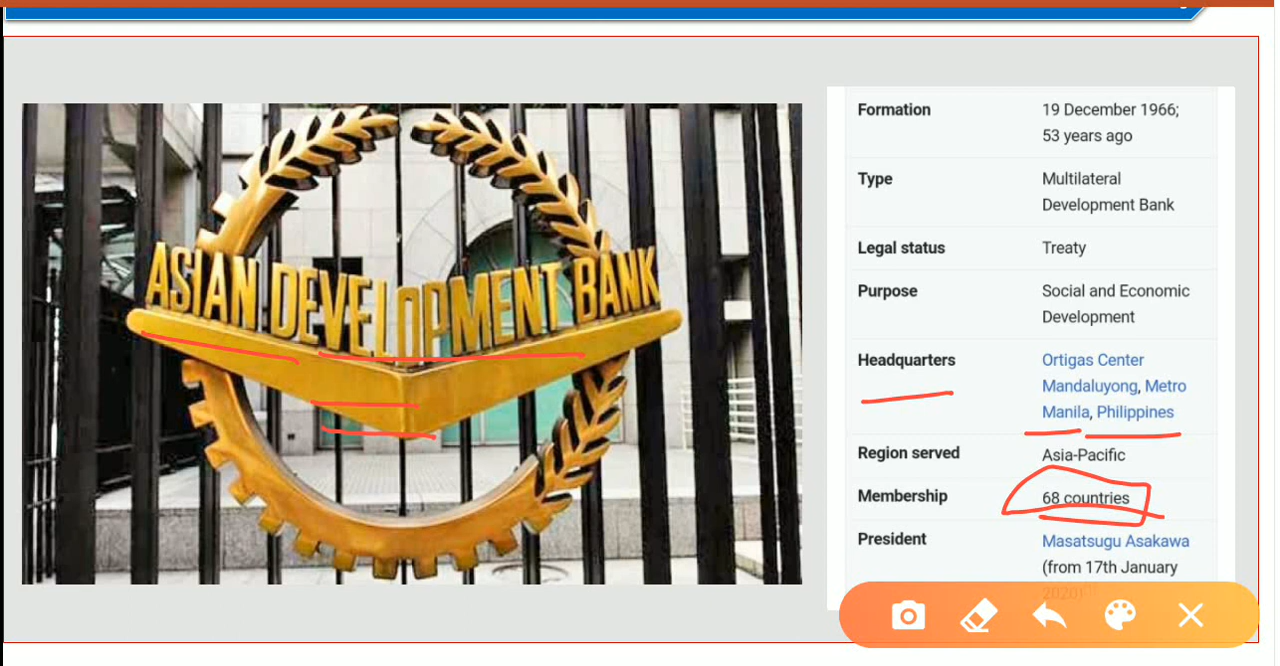 ASIAN DEVELOPMENT BANK
Formation 19 December 1966;
53 years ago
Type Multilateral
Development Bank
Legal status Treaty
Purpose Social and Economic
Development
Headquarters Ortigas Center
Mandaluyong, Metro
Manila, Philippines
Region served Asia-Pacific
Membership 68 countries
President Masatsugu Asakawa
(from 17th January
2020)